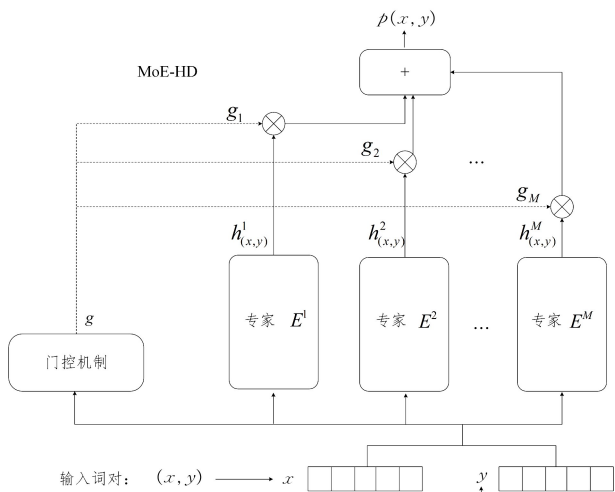 p(x, y)
MoE-HD
+
g₁
g₂
...
g_M
h¹₍ₓ,ᵧ₎
h²₍ₓ,ᵧ₎
hᴹ₍ₓ,ᵧ₎
g
专家 E¹
专家 E²
...
专家 Eᴹ
门控机制
输入词对: (x, y) x y